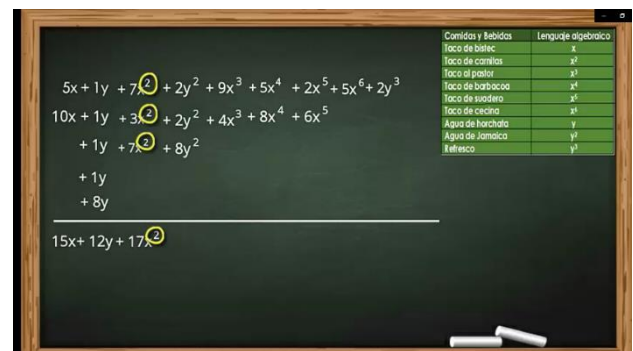 5x + 1y + 7x² + 2y² + 9x³ + 5x⁴ + 2x⁵ + 5x⁶ + 2y³
10x + 1y + 3x² + 2y² + 4x³ + 8x⁴ + 6x⁵
+ 1y + 7x² + 8y²
+ 1y
+ 8y
15x + 12y + 17x²
Comidas y Bebidas Lenguaje algebraico
Taco de bistec x
Taco de carnitas x²
Taco al pastor x³
Taco de barbacoa x⁴
Taco de suadero x⁵
Taco de cecina x⁶
Agua de horchata y
Agua de Jamaica y²
Refresco y³